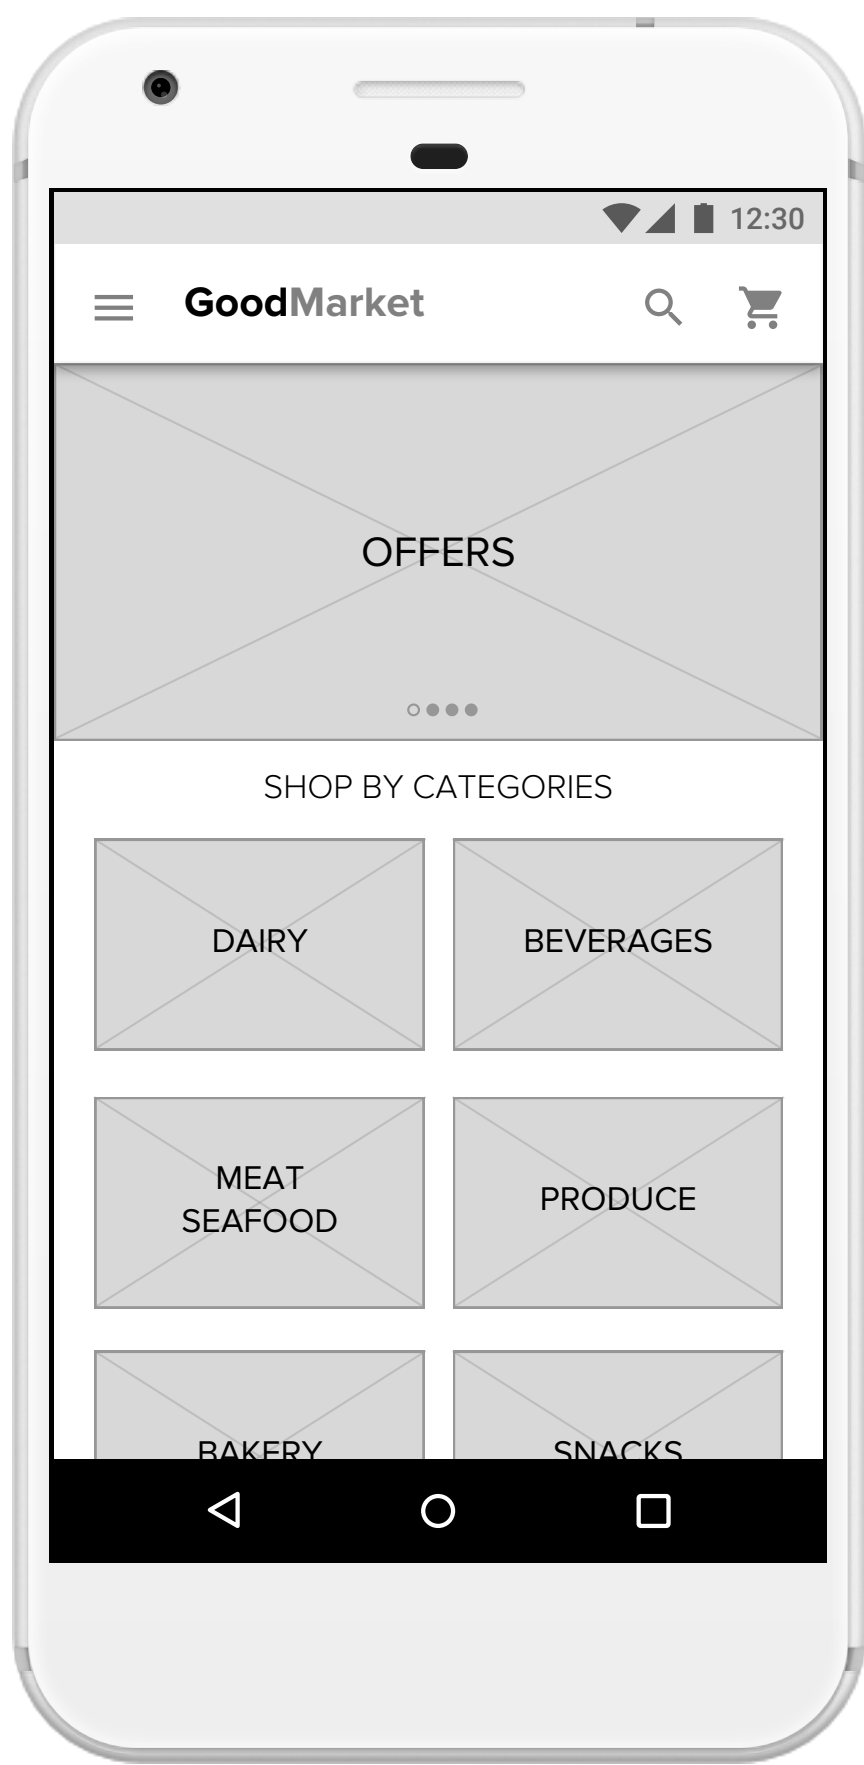 12:30
GoodMarket
OFFERS
SHOP BY CATEGORIES
DAIRY
BEVERAGES
MEAT
SEAFOOD
PRODUCE
BAKERY
SNACKS